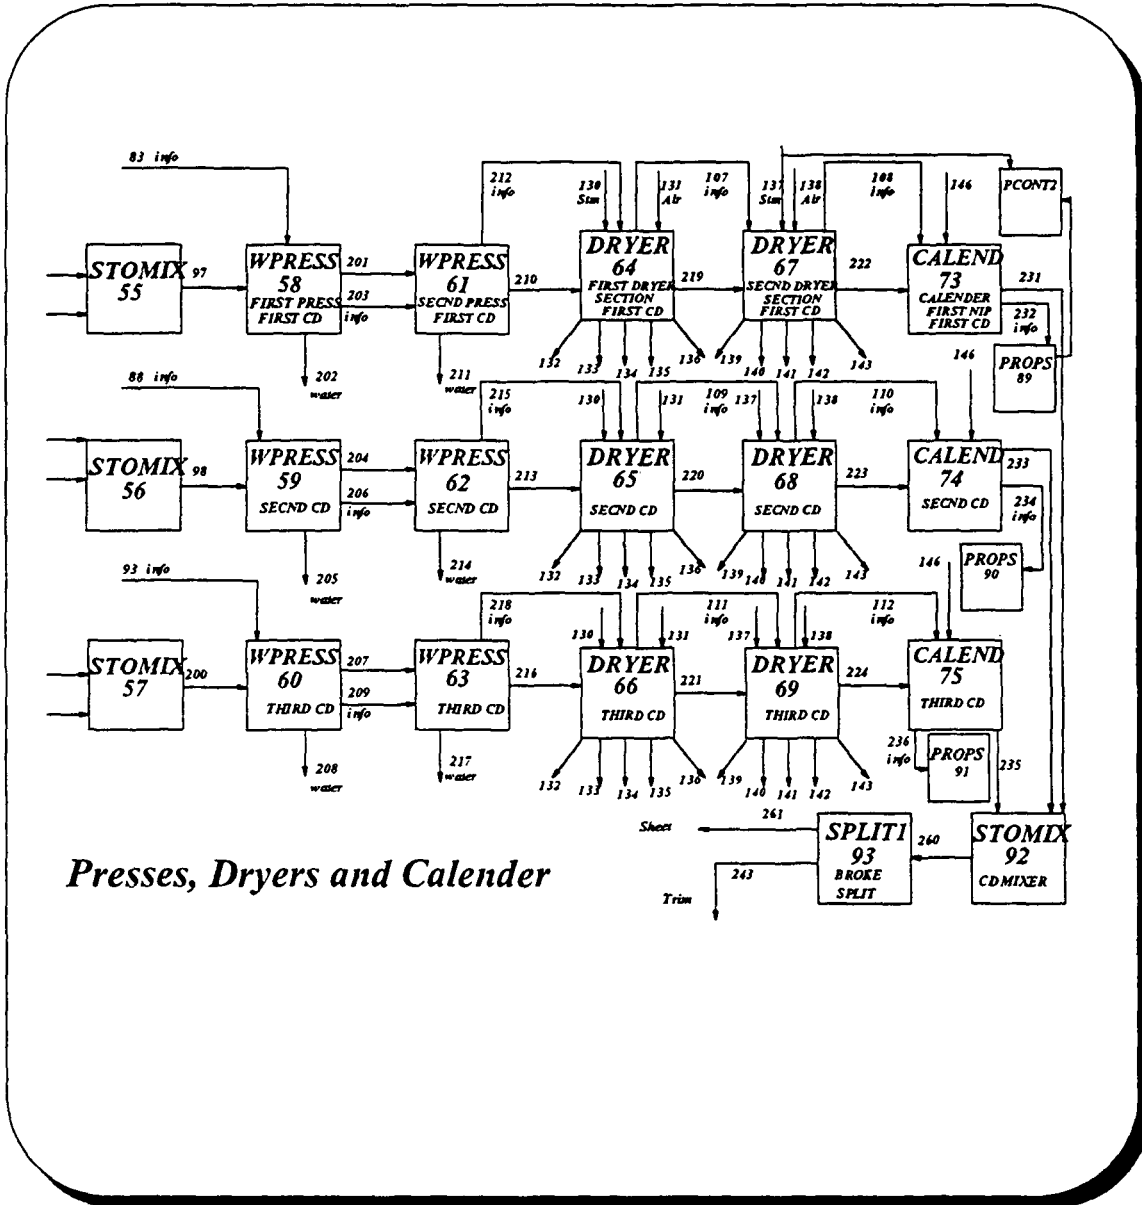 83 info
212
info
130
Stm
131
Air
107
info
137
Stm
138
Air
108
info
146
PCONT2
STOMIX
55
97
WPRESS
58
FIRST PRESS
FIRST CD
201
203
info
WPRESS
61
SECND PRESS
FIRST CD
210
DRYER
64
FIRST DRYER
SECTION
FIRST CD
219
DRYER
67
SECND DRYER
SECTION
FIRST CD
222
CALEND
73
CALENDER
FIRST NIP
FIRST CD
231
232
info
PROPS
89
202
water
211
water
132
133
134
135
136
139
140
141
142
143
88 info
215
info
130
131
109
info
137
138
110
info
146
STOMIX
56
98
WPRESS
59
SECND CD
204
206
info
WPRESS
62
SECND CD
213
DRYER
65
SECND CD
220
DRYER
68
SECND CD
223
CALEND
74
SECND CD
233
234
info
PROPS
90
205
water
214
water
132
133
134
135
136
139
140
141
142
143
93 info
218
info
130
131
111
info
137
138
112
info
146
STOMIX
57
200
WPRESS
60
THIRD CD
207
209
info
WPRESS
63
THIRD CD
216
DRYER
66
THIRD CD
221
DRYER
69
THIRD CD
224
CALEND
75
THIRD CD
236
info
PROPS
91
235
208
water
217
water
132
133
134
135
136
139
140
141
142
143
Sheet
261
SPLIT1
93
BROKE
SPLIT
260
STOMIX
92
CD MIXER
243
Trim
Presses, Dryers and Calender